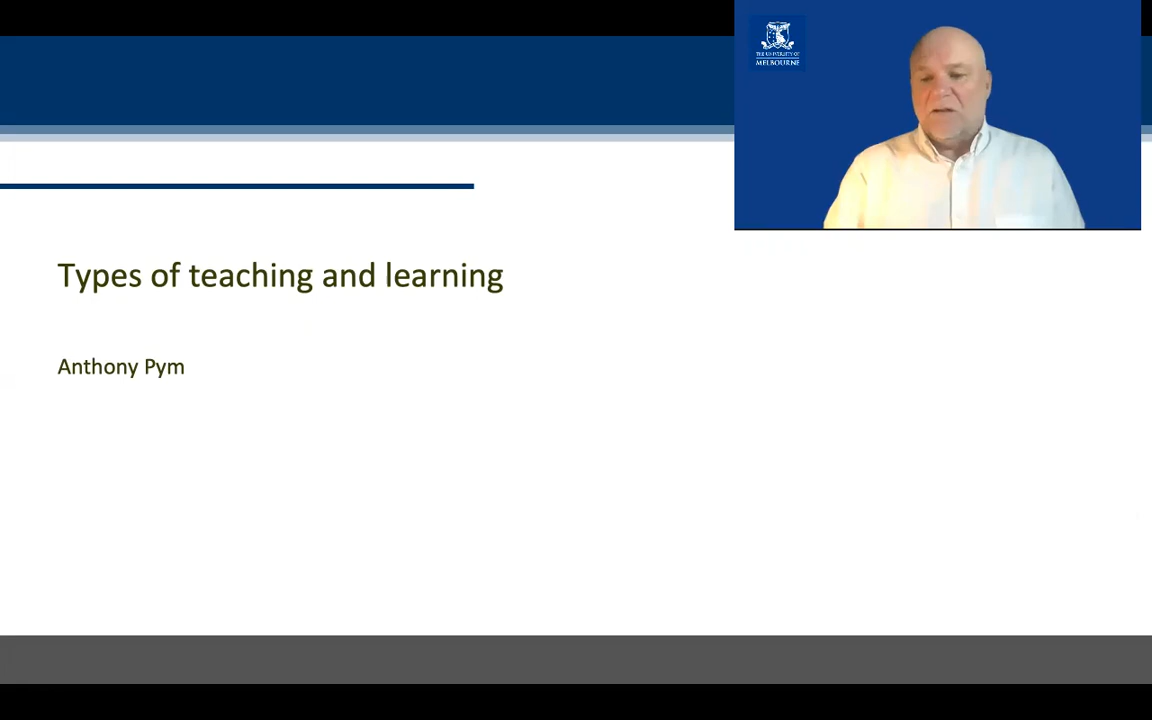 THE UNIVERSITY OF
MELBOURNE
Types of teaching and learning
Anthony Pym